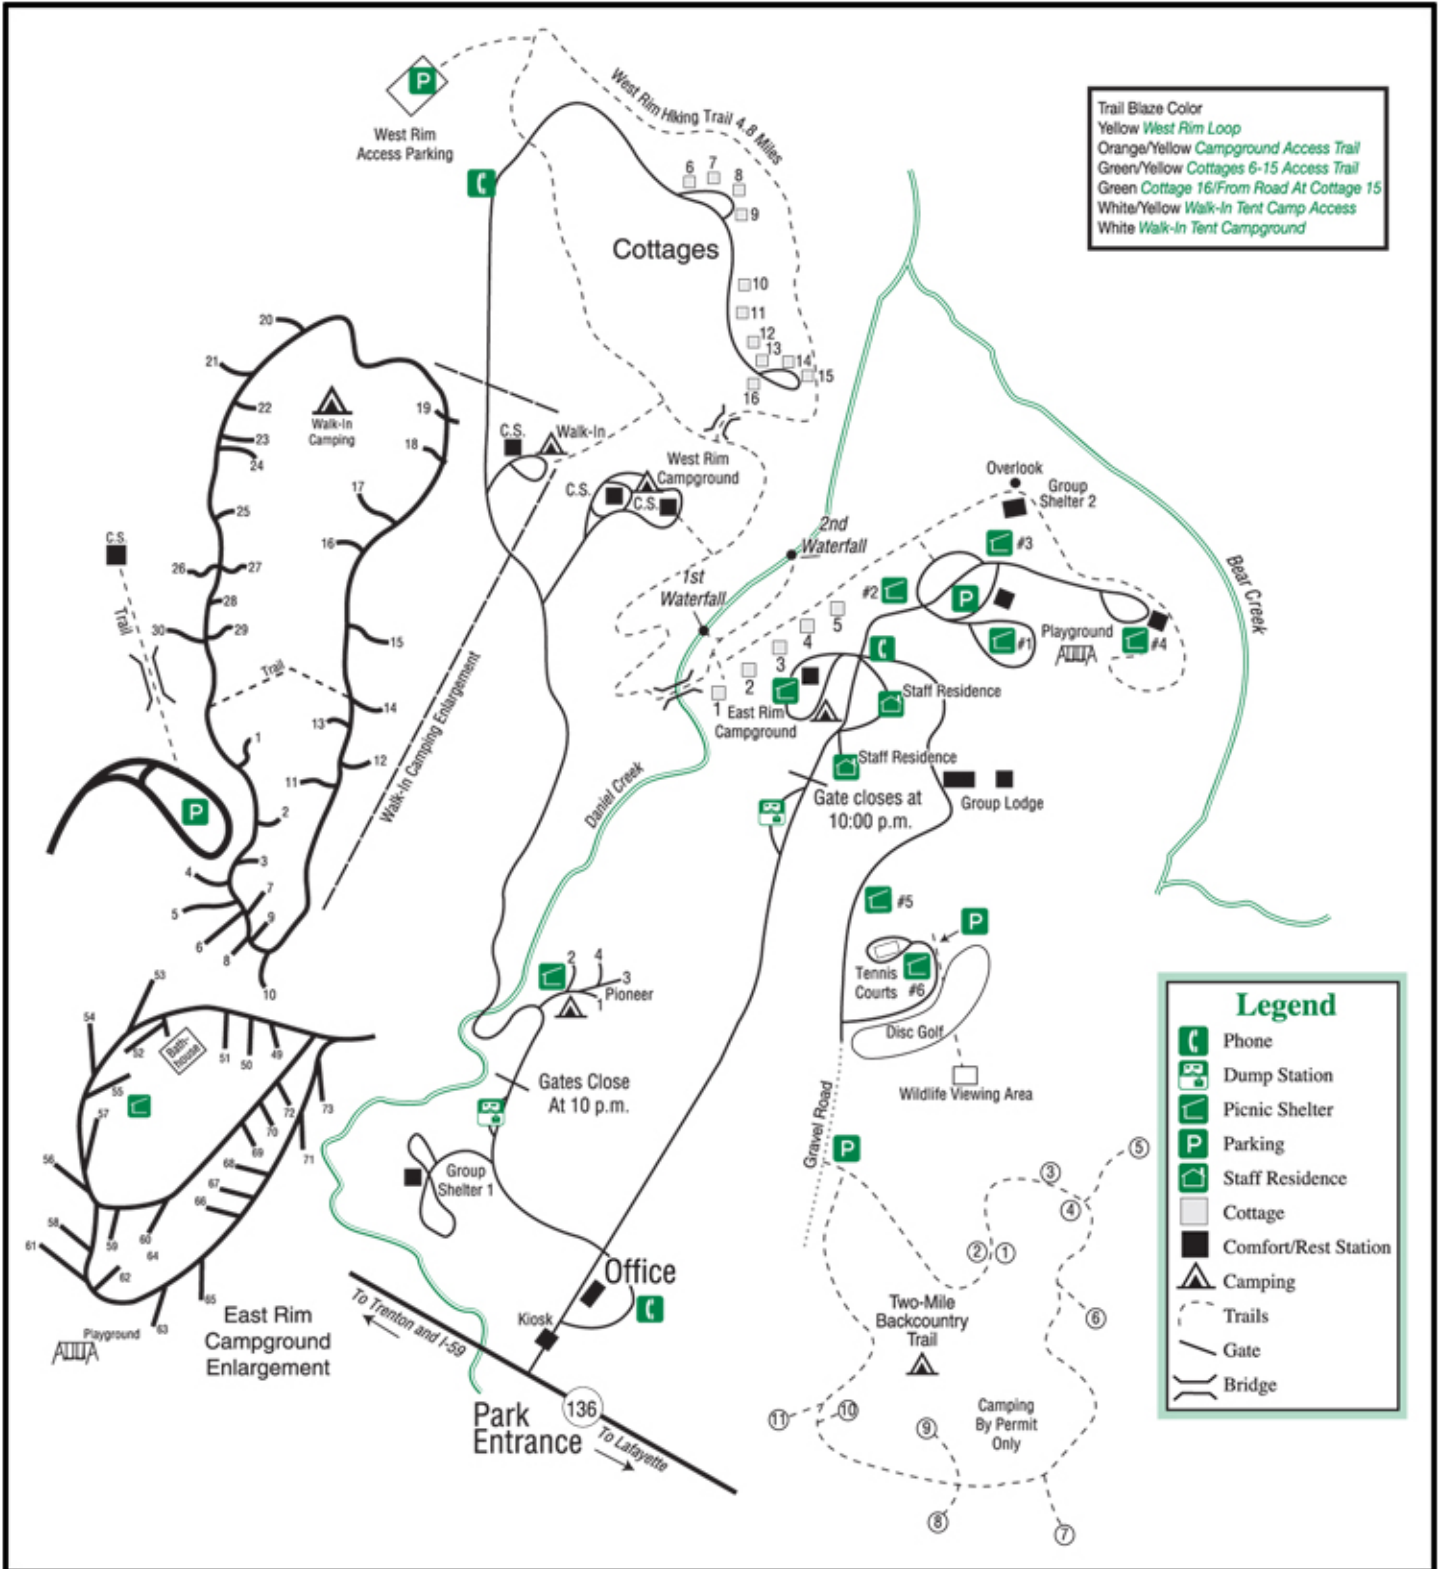 P
West Rim
Access Parking
West Rim Hiking Trail 4.8 Miles
Trail Blaze Color
Yellow West Rim Loop
Orange/Yellow Campground Access Trail
Green/Yellow Cottages 6-15 Access Trail
Green Cottage 16/From Road At Cottage 15
White/Yellow Walk-In Tent Camp Access
White Walk-In Tent Campground
6
7
8
9
Cottages
10
11
12
13
14
15
16
20
21
22
23
24
25
26
27
28
29
30
19
18
17
16
15
14
13
12
11
1
2
3
4
5
6
7
8
9
10
Walk-In
Camping
C.S.
Trail
Trail
P
Walk-In Camping Enlargement
C.S.
Walk-In
West Rim
Campground
C.S.
C.S.
Overlook
Group
Shelter 2
2nd
Waterfall
1st
Waterfall
#3
#2
P
#1
Playground
#4
Bear Creek
5
4
3
2
1
East Rim
Campground
Staff Residence
Staff Residence
Gate closes at
10:00 p.m.
Group Lodge
Daniel Creek
#5
P
Tennis
Courts
#6
Disc Golf
Wildlife Viewing Area
2
4
3
1
Pioneer
Gates Close
At 10 p.m.
Group
Shelter 1
Gravel Road
P
Office
Kiosk
To Trenton and I-59
136
To Lafayette
Park
Entrance
53
54
52
Bath-
house
51
50
49
55
57
56
72
73
70
69
71
68
67
66
58
61
59
60
64
62
65
63
Playground
East Rim
Campground
Enlargement
5
3
4
2
1
6
Two-Mile
Backcountry
Trail
11
10
9
Camping
By Permit
Only
8
7
Legend
Phone
Dump Station
Picnic Shelter
P Parking
Staff Residence
Cottage
Comfort/Rest Station
Camping
Trails
Gate
Bridge